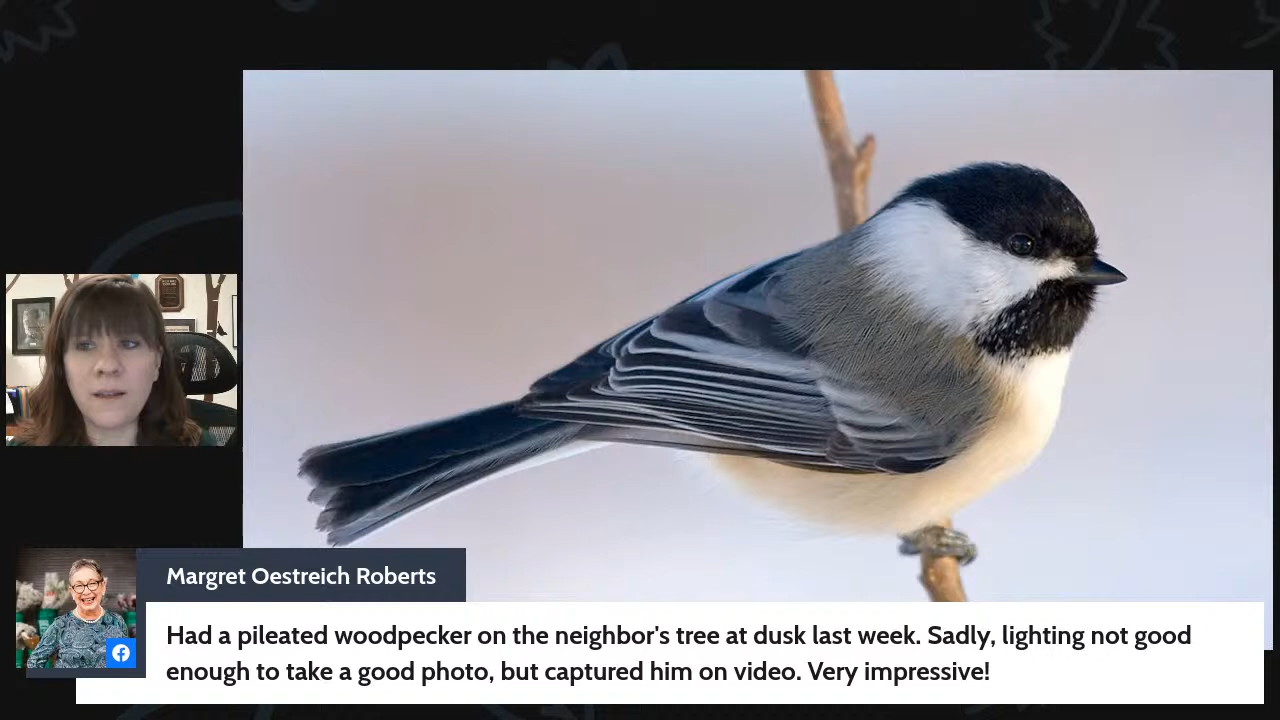 Margret Oestreich Roberts
Had a pileated woodpecker on the neighbor's tree at dusk last week. Sadly, lighting not good
enough to take a good photo, but captured him on video. Very impressive!